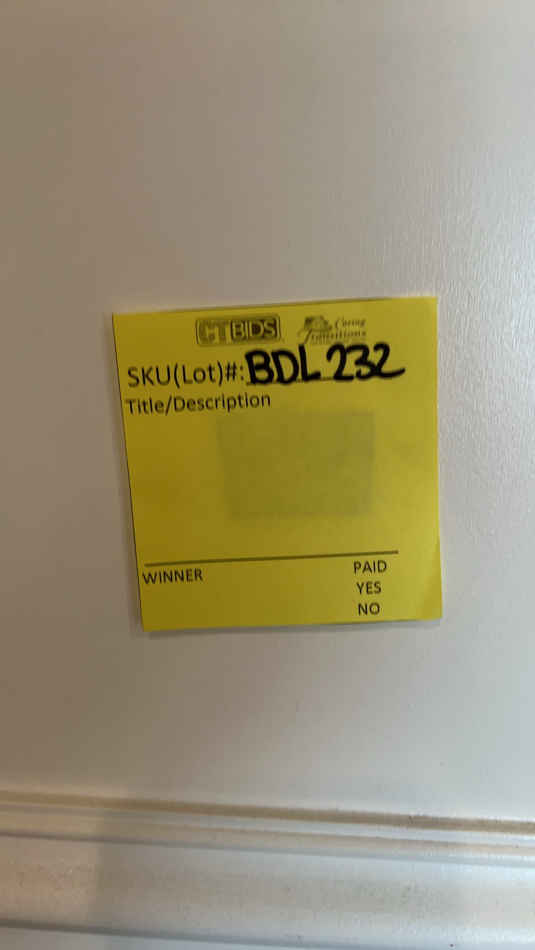 CTBIDS Caring Transitions
SKU(Lot)#: BDL 232
Title/Description
WINNER PAID
YES
NO